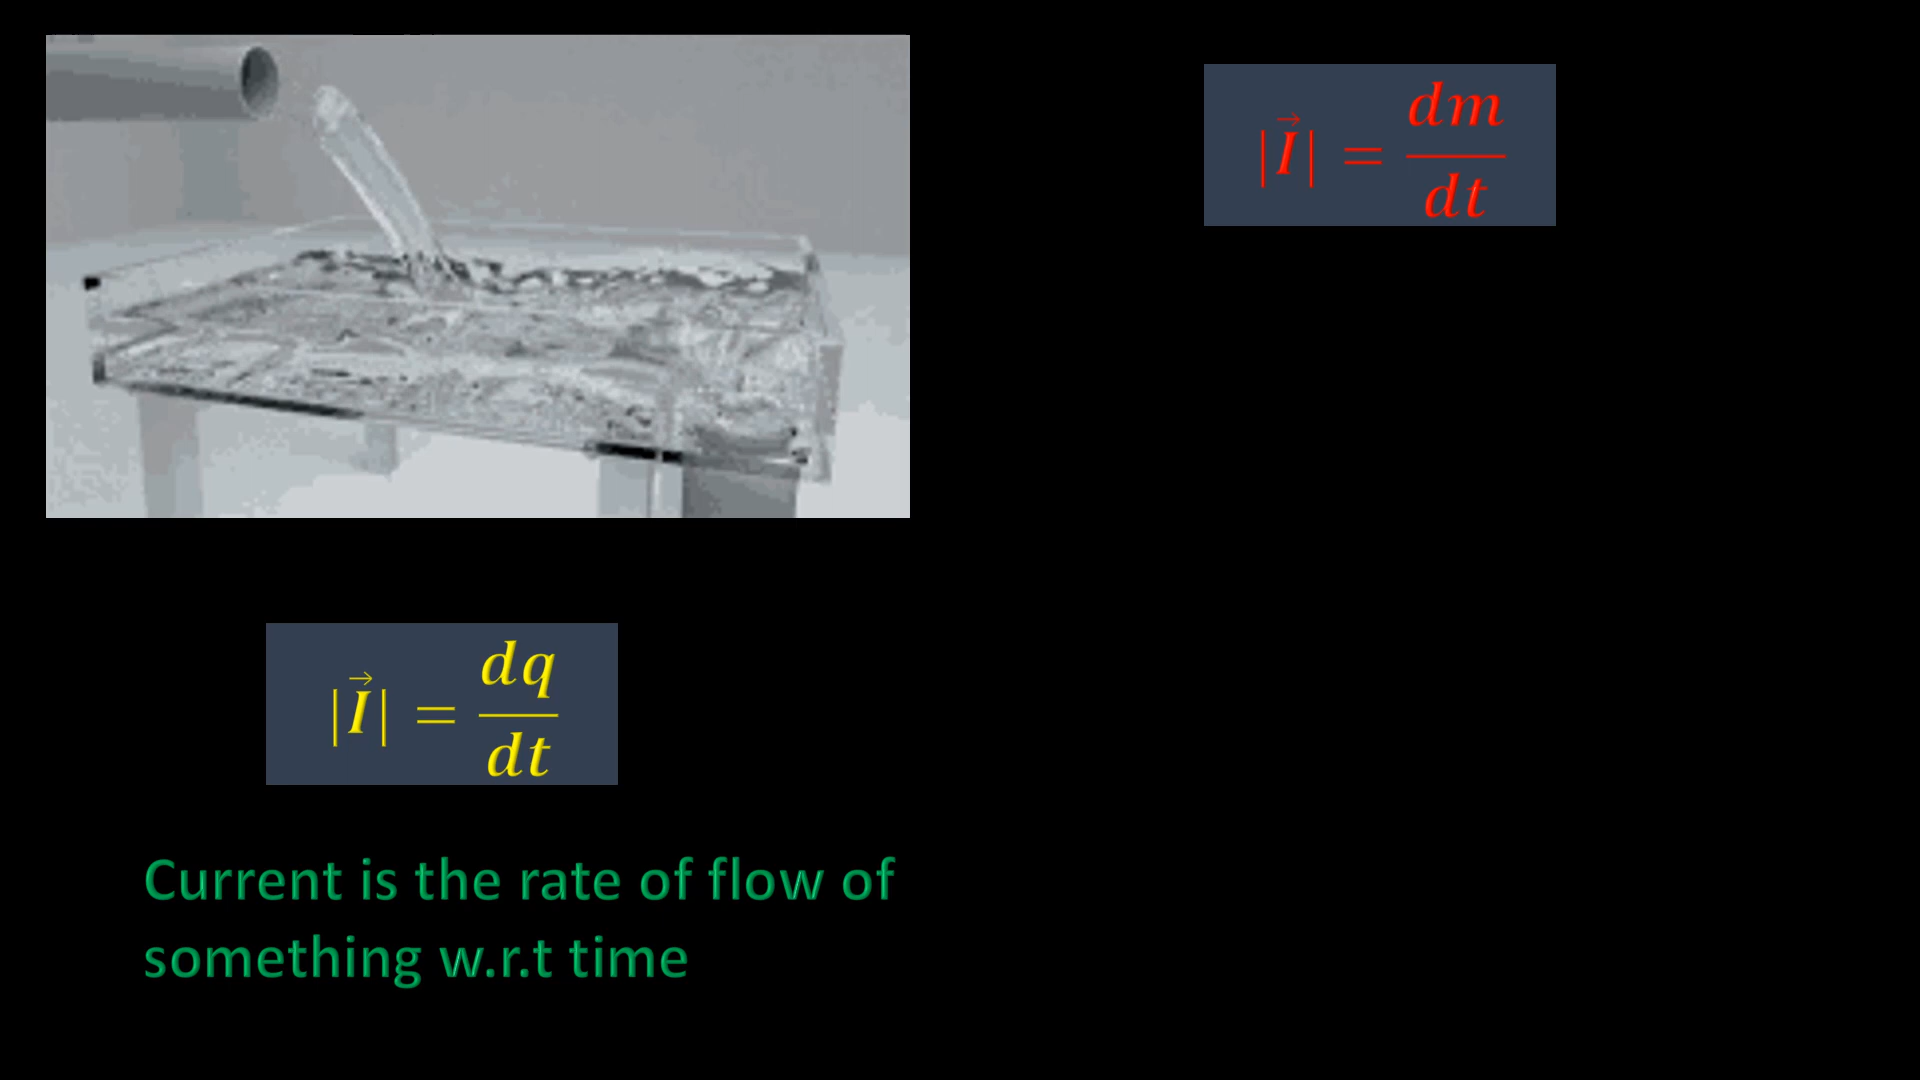 |I⃗| = dm/dt
|I⃗| = dq/dt
Current is the rate of flow of
something w.r.t time